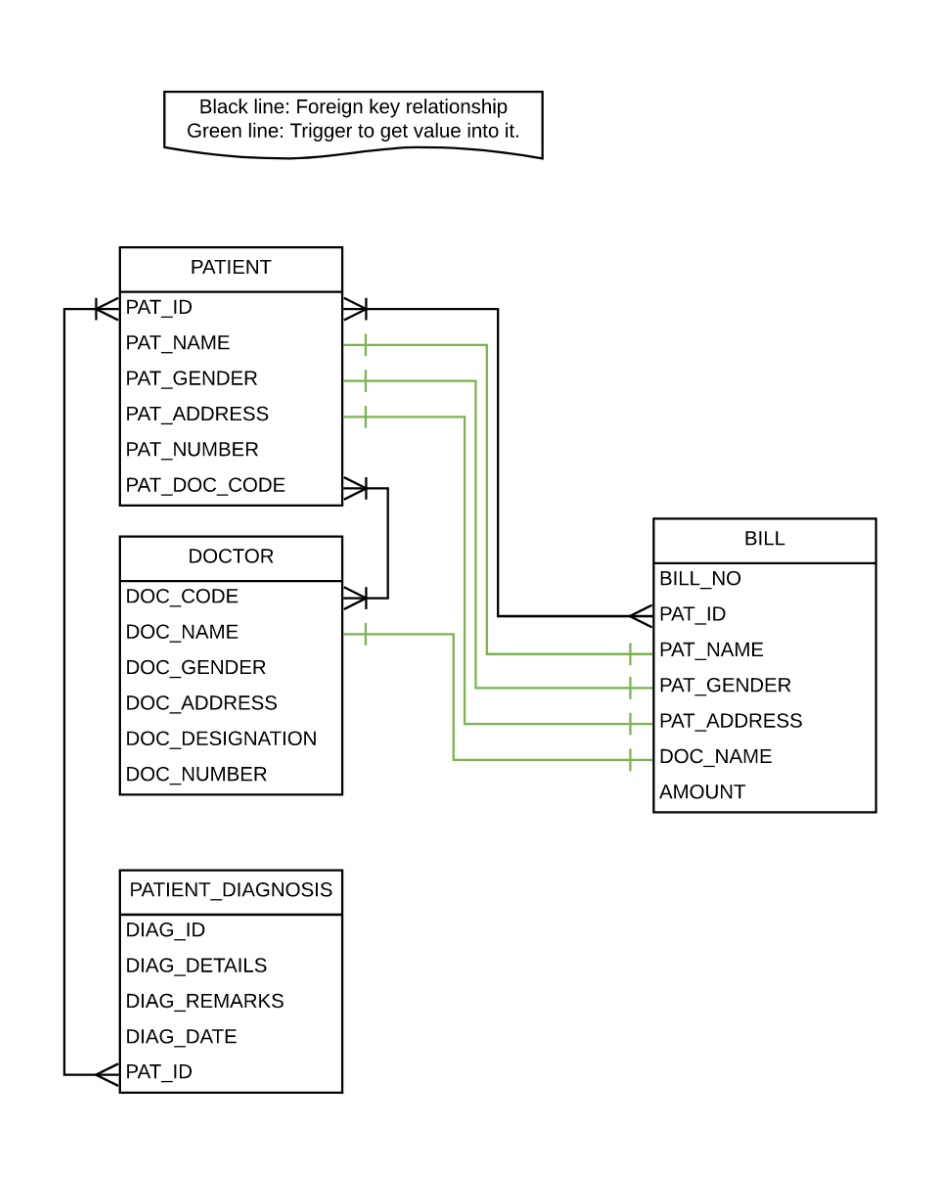 Black line: Foreign key relationship
Green line: Trigger to get value into it.
PATIENT
PAT_ID
PAT_NAME
PAT_GENDER
PAT_ADDRESS
PAT_NUMBER
PAT_DOC_CODE
DOCTOR
DOC_CODE
DOC_NAME
DOC_GENDER
DOC_ADDRESS
DOC_DESIGNATION
DOC_NUMBER
BILL
BILL_NO
PAT_ID
PAT_NAME
PAT_GENDER
PAT_ADDRESS
DOC_NAME
AMOUNT
PATIENT_DIAGNOSIS
DIAG_ID
DIAG_DETAILS
DIAG_REMARKS
DIAG_DATE
PAT_ID